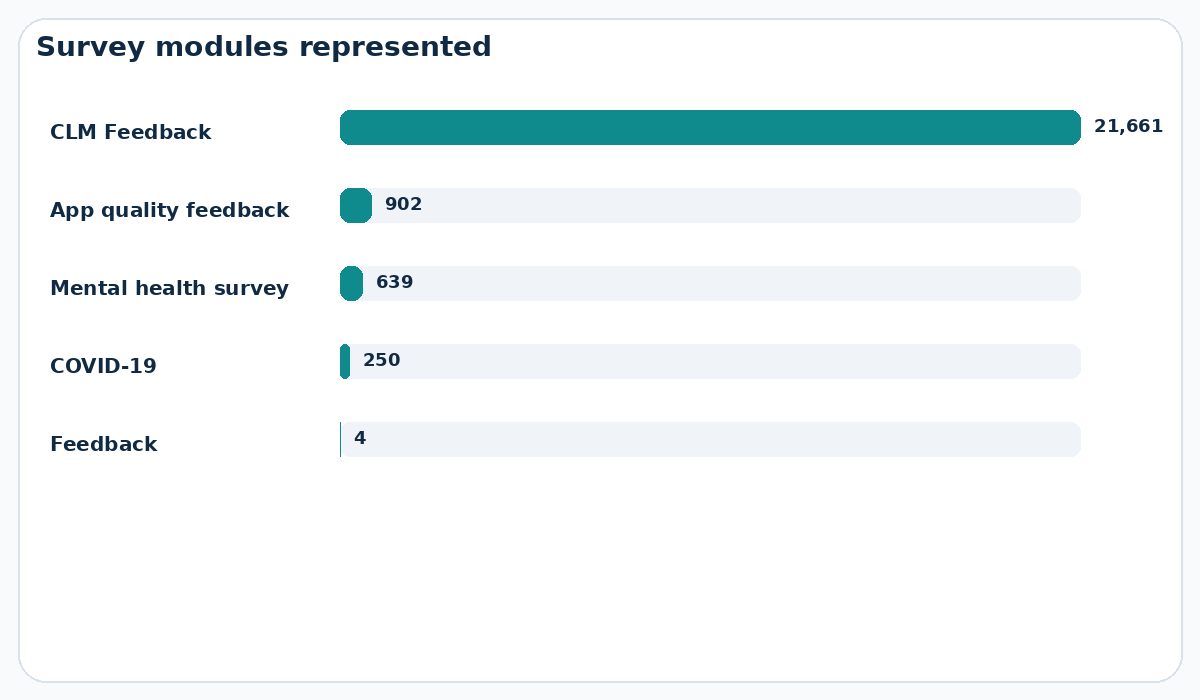 Survey modules represented
CLM Feedback 21,661
App quality feedback 902
Mental health survey 639
COVID-19 250
Feedback 4